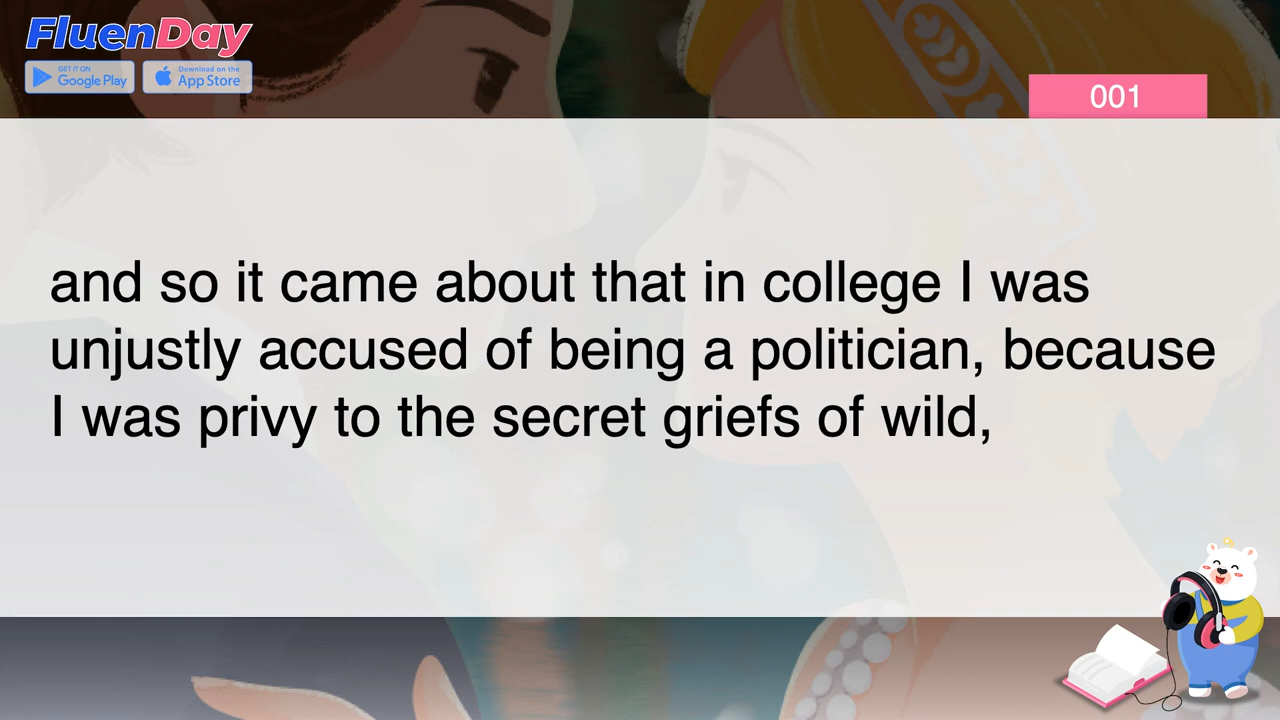 FluenDay
GET IT ON
Google Play
Download on the
App Store
001
and so it came about that in college I was
unjustly accused of being a politician, because
I was privy to the secret griefs of wild,